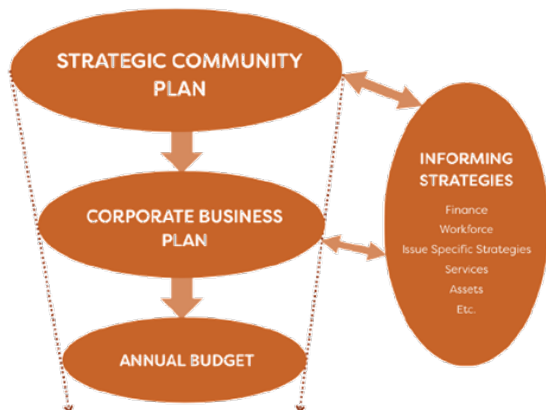 STRATEGIC COMMUNITY
PLAN
CORPORATE BUSINESS
PLAN
ANNUAL BUDGET
INFORMING
STRATEGIES
Finance
Workforce
Issue Specific Strategies
Services
Assets
Etc.